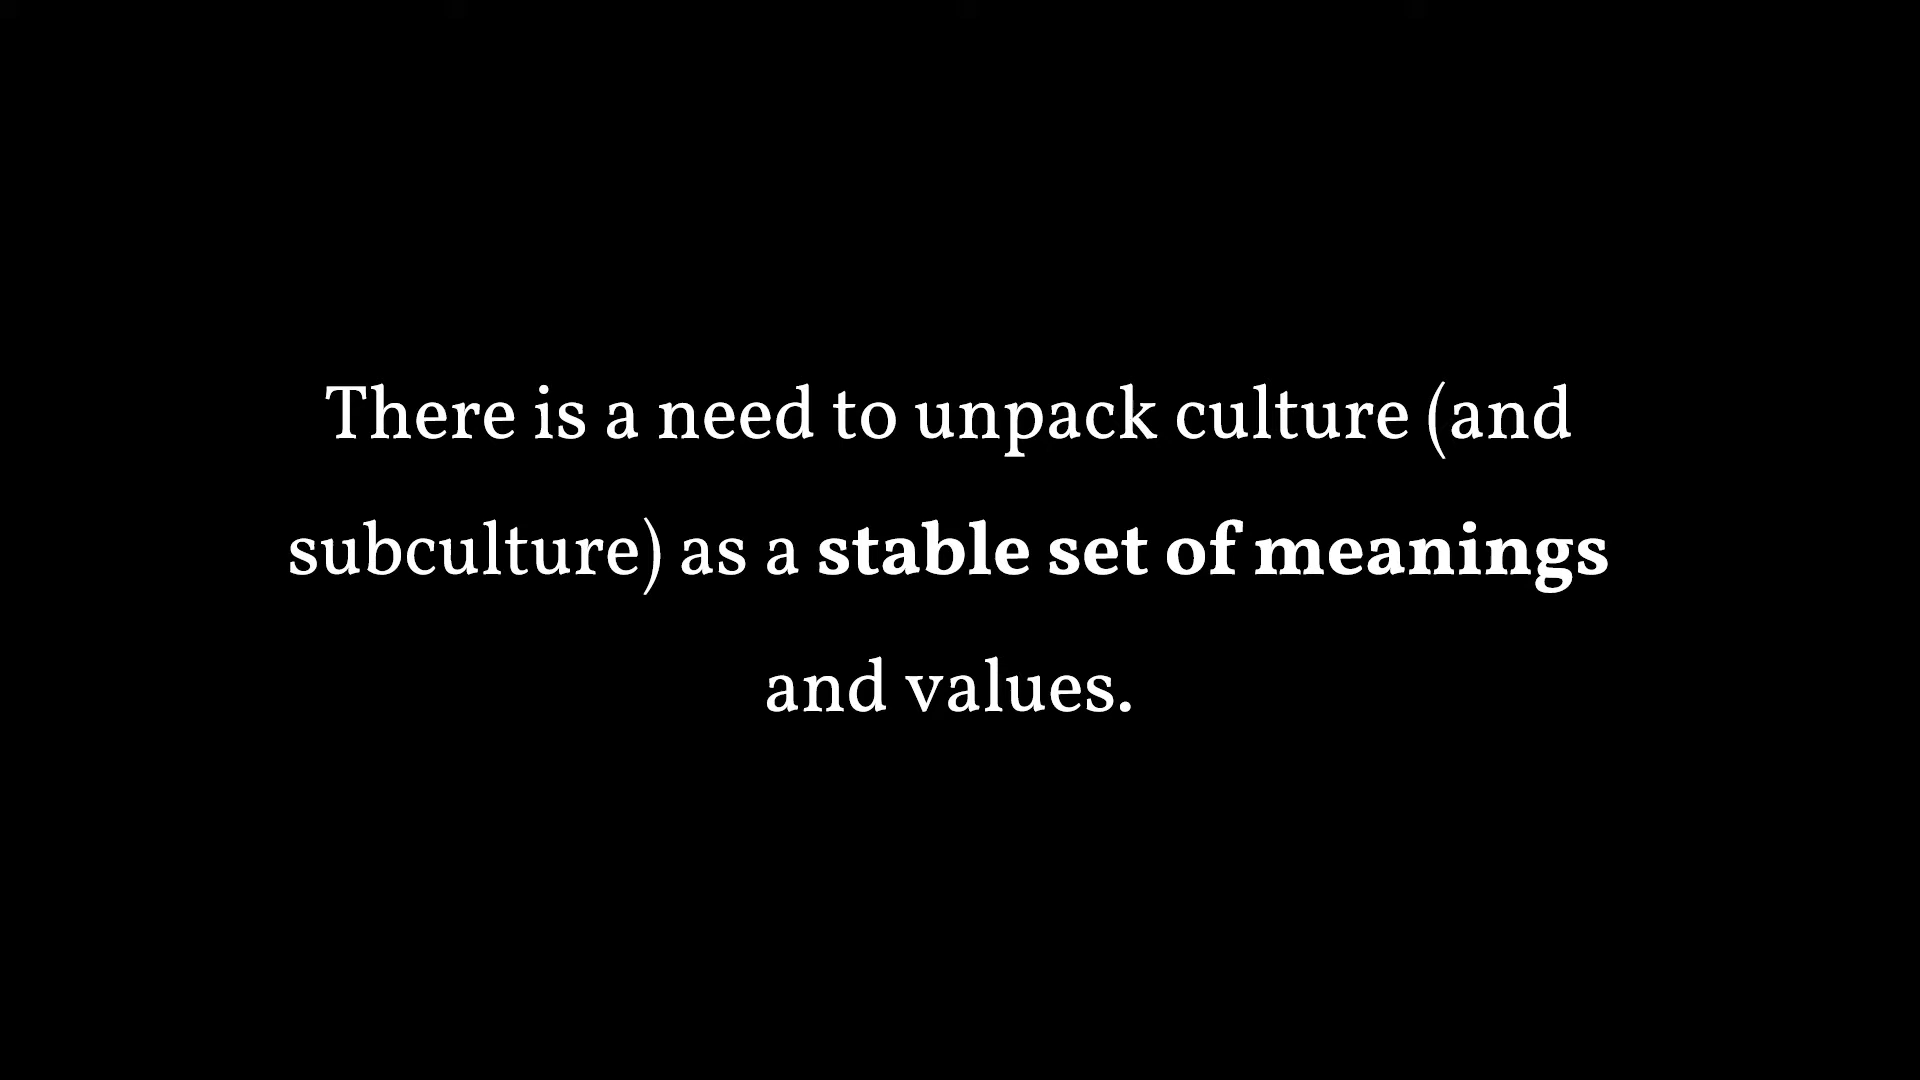 There is a need to unpack culture (and
subculture) as a stable set of meanings
and values.